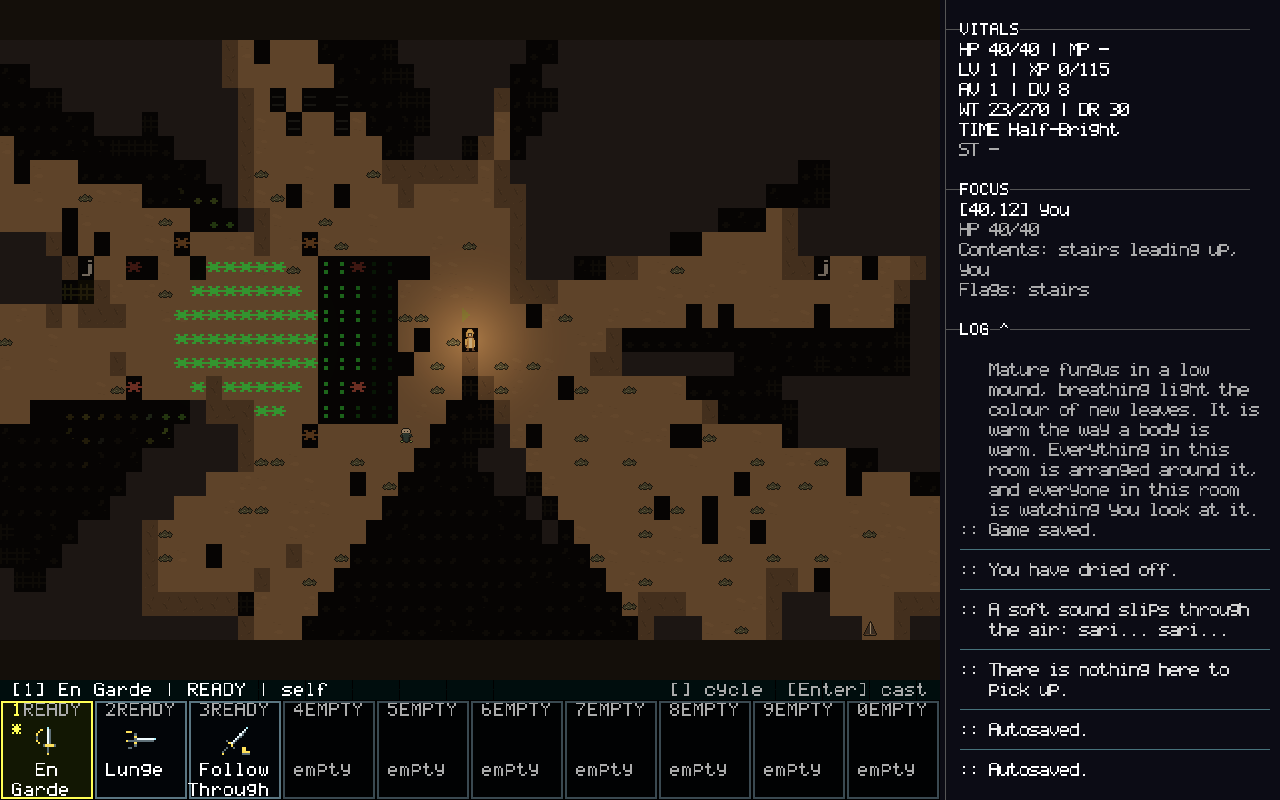 VITALS
HP 40/40 | MP -
LV 1 | XP 0/115
AV 1 | DV 8
WT 23/270 | DR 30
TIME Half-Bright
ST -
FOCUS
[40,12] You
HP 40/40
Contents: stairs leading up,
you
Flags: stairs
LOG ^
Mature fungus in a low
mound, breathing light the
colour of new leaves. It is
warm the way a body is
warm. Everything in this
room is arranged around it,
and everyone in this room
is watching you look at it.
:: Game saved.
:: You have dried off.
:: A soft sound slips through
the air: sari... sari...
:: There is nothing here to
pick up.
:: Autosaved.
:: Autosaved.
j
j
[1] En Garde | READY | self
[] cycle [Enter] cast
1READY 2READY 3READY 4EMPTY 5EMPTY 6EMPTY 7EMPTY 8EMPTY 9EMPTY 0EMPTY
*
En Lunge Follow empty empty empty empty empty empty empty
Garde Through